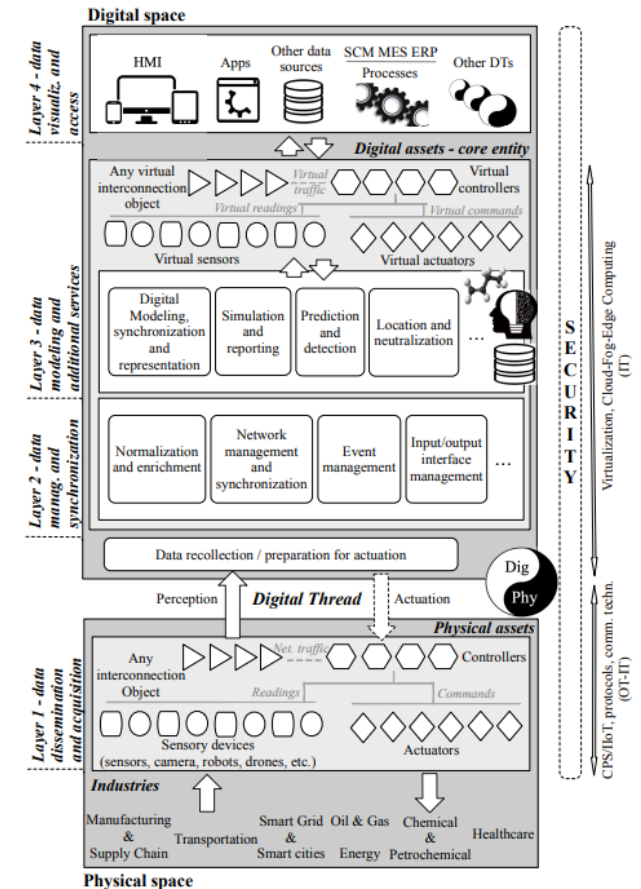 Digital space
Layer 4 - data
visualiz. and
access
HMI
Apps
Other data
sources
SCM MES ERP
Processes
Other DTs
Digital assets - core entity
Any virtual
interconnection
object
Virtual
traffic
Virtual
controllers
Virtual readings
Virtual commands
Virtual sensors
Virtual actuators
Layer 3 - data
modeling and
additional services
Digital
Modeling,
synchronization
and
representation
Simulation
and
reporting
Prediction
and
detection
Location and
neutralization
...
Layer 2 - data
manag. and
synchronization
Normalization
and enrichment
Network
management
and
synchronization
Event
management
Input/output
interface
management
...
Data recollection / preparation for actuation
Perception
Digital Thread
Actuation
Dig
Phy
SECURITY
Virtualization, Cloud-Fog-Edge Computing
(IT)
CPS/IIoT, protocols, comm. techn.
(OT-IT)
Physical assets
Layer 1 - data
dissemination
and acquisition
Any
interconnection
Object
Net. traffic
Controllers
Readings
Commands
Sensory devices
(sensors, camera, robots, drones, etc.)
Actuators
Industries
Manufacturing
&
Supply Chain
Transportation
Smart Grid
&
Smart cities
Oil & Gas
Energy
Chemical
&
Petrochemical
Healthcare
Physical space